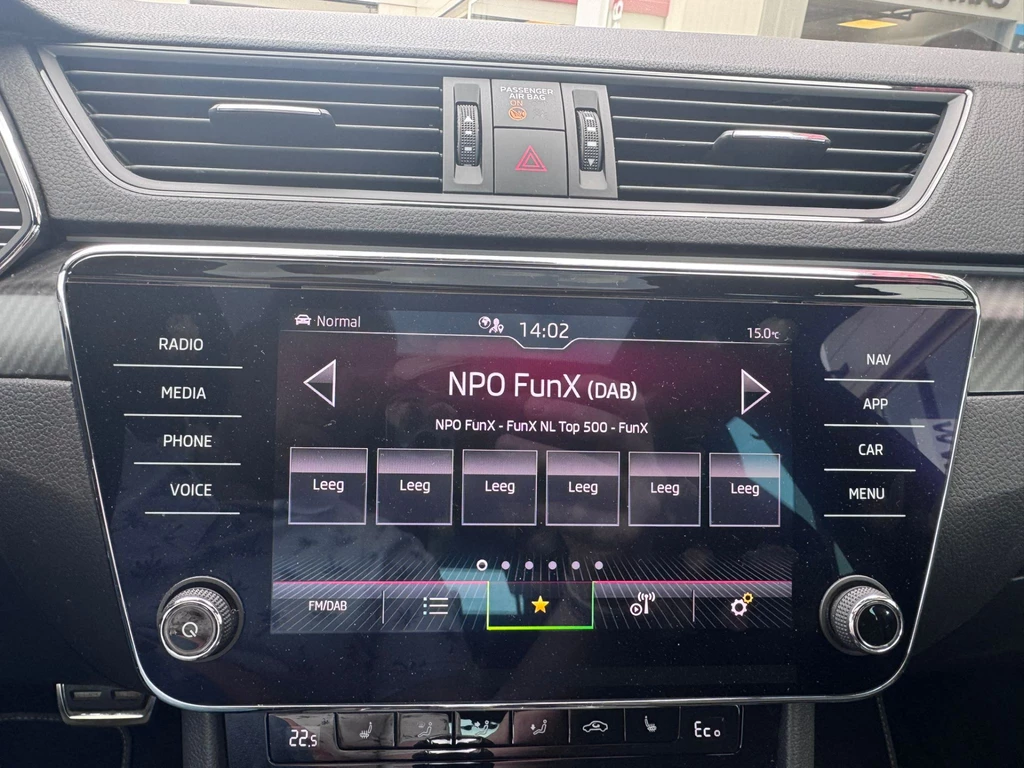 PASSENGER
AIR BAG
ON
Normal
14:02
15.0°C
RADIO
MEDIA
PHONE
VOICE
NPO FunX (DAB)
NPO FunX - FunX NL Top 500 - FunX
Leeg Leeg Leeg Leeg Leeg Leeg
FM/DAB
NAV
APP
CAR
MENU
22.5
Eco